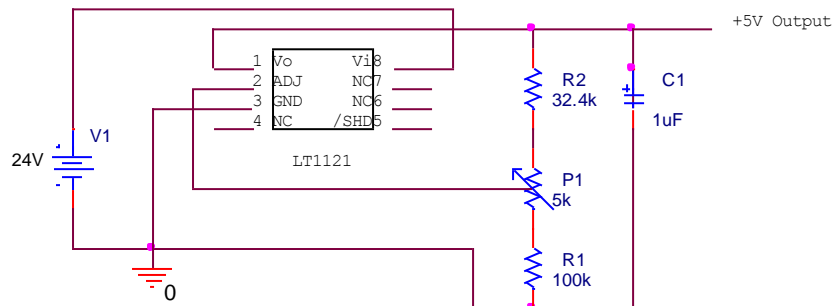 +5V Output
1 Vo Vi 8
2 ADJ NC 7
3 GND NC 6
4 NC /SHD 5
LT1121
R2
32.4k
C1
1uF
V1
24V
P1
5k
R1
100k
0